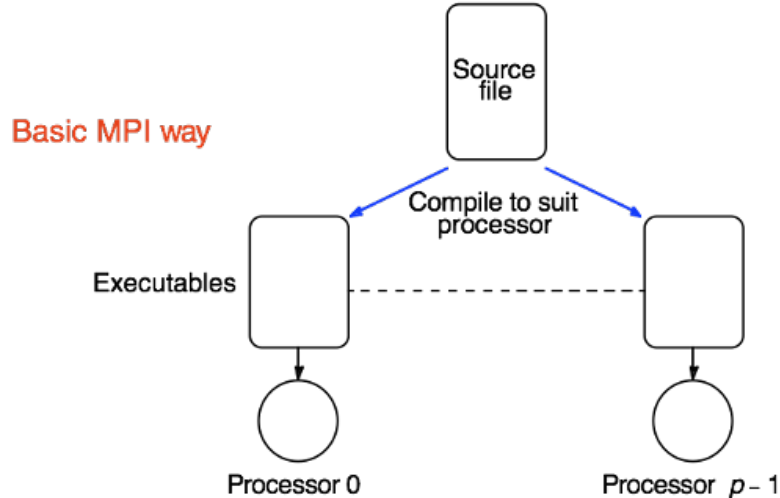 Source
file
Basic MPI way
Compile to suit
processor
Executables
Processor 0
Processor p – 1